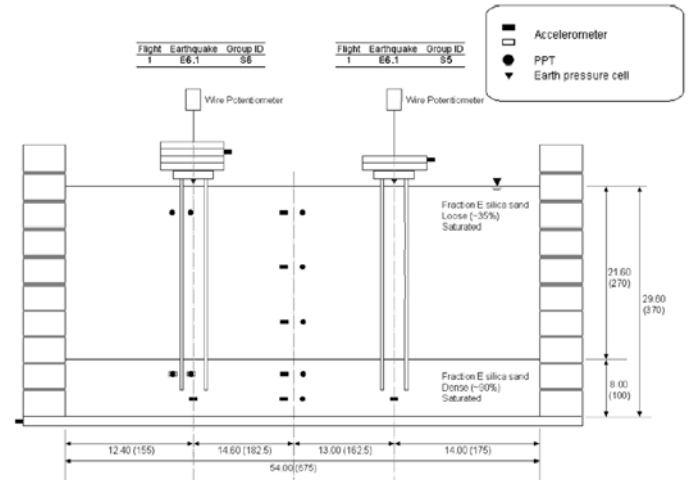 Flight Earthquake Group ID
1 E6.1 S6
Flight Earthquake Group ID
1 E6.1 S5
Accelerometer
PPT
Earth pressure cell
Wire Potentiometer
Wire Potentiometer
Fraction E silica sand
Loose (~35%)
Saturated
21.60
(270)
29.60
(370)
Fraction E silica sand
Dense (~90%)
Saturated
8.00
(100)
12.40 (155)
14.60 (182.5)
13.00 (162.5)
14.00 (175)
54.00 (675)